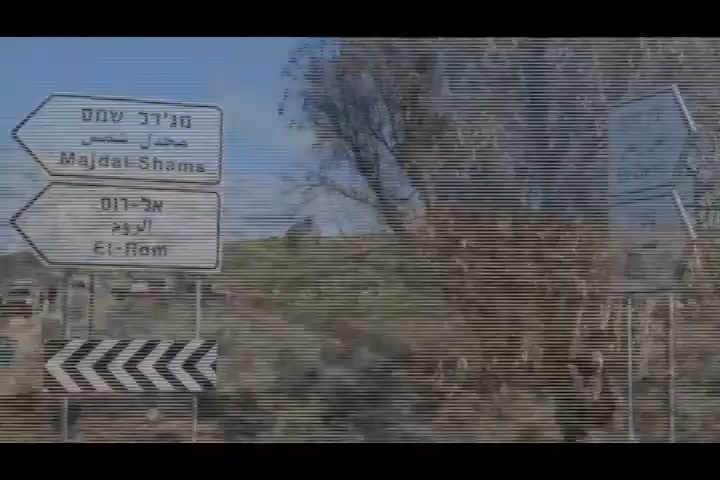 מג'דל שמס
مجدل شمس
Majdal Shams
אל-רום
الروم
El-Rom